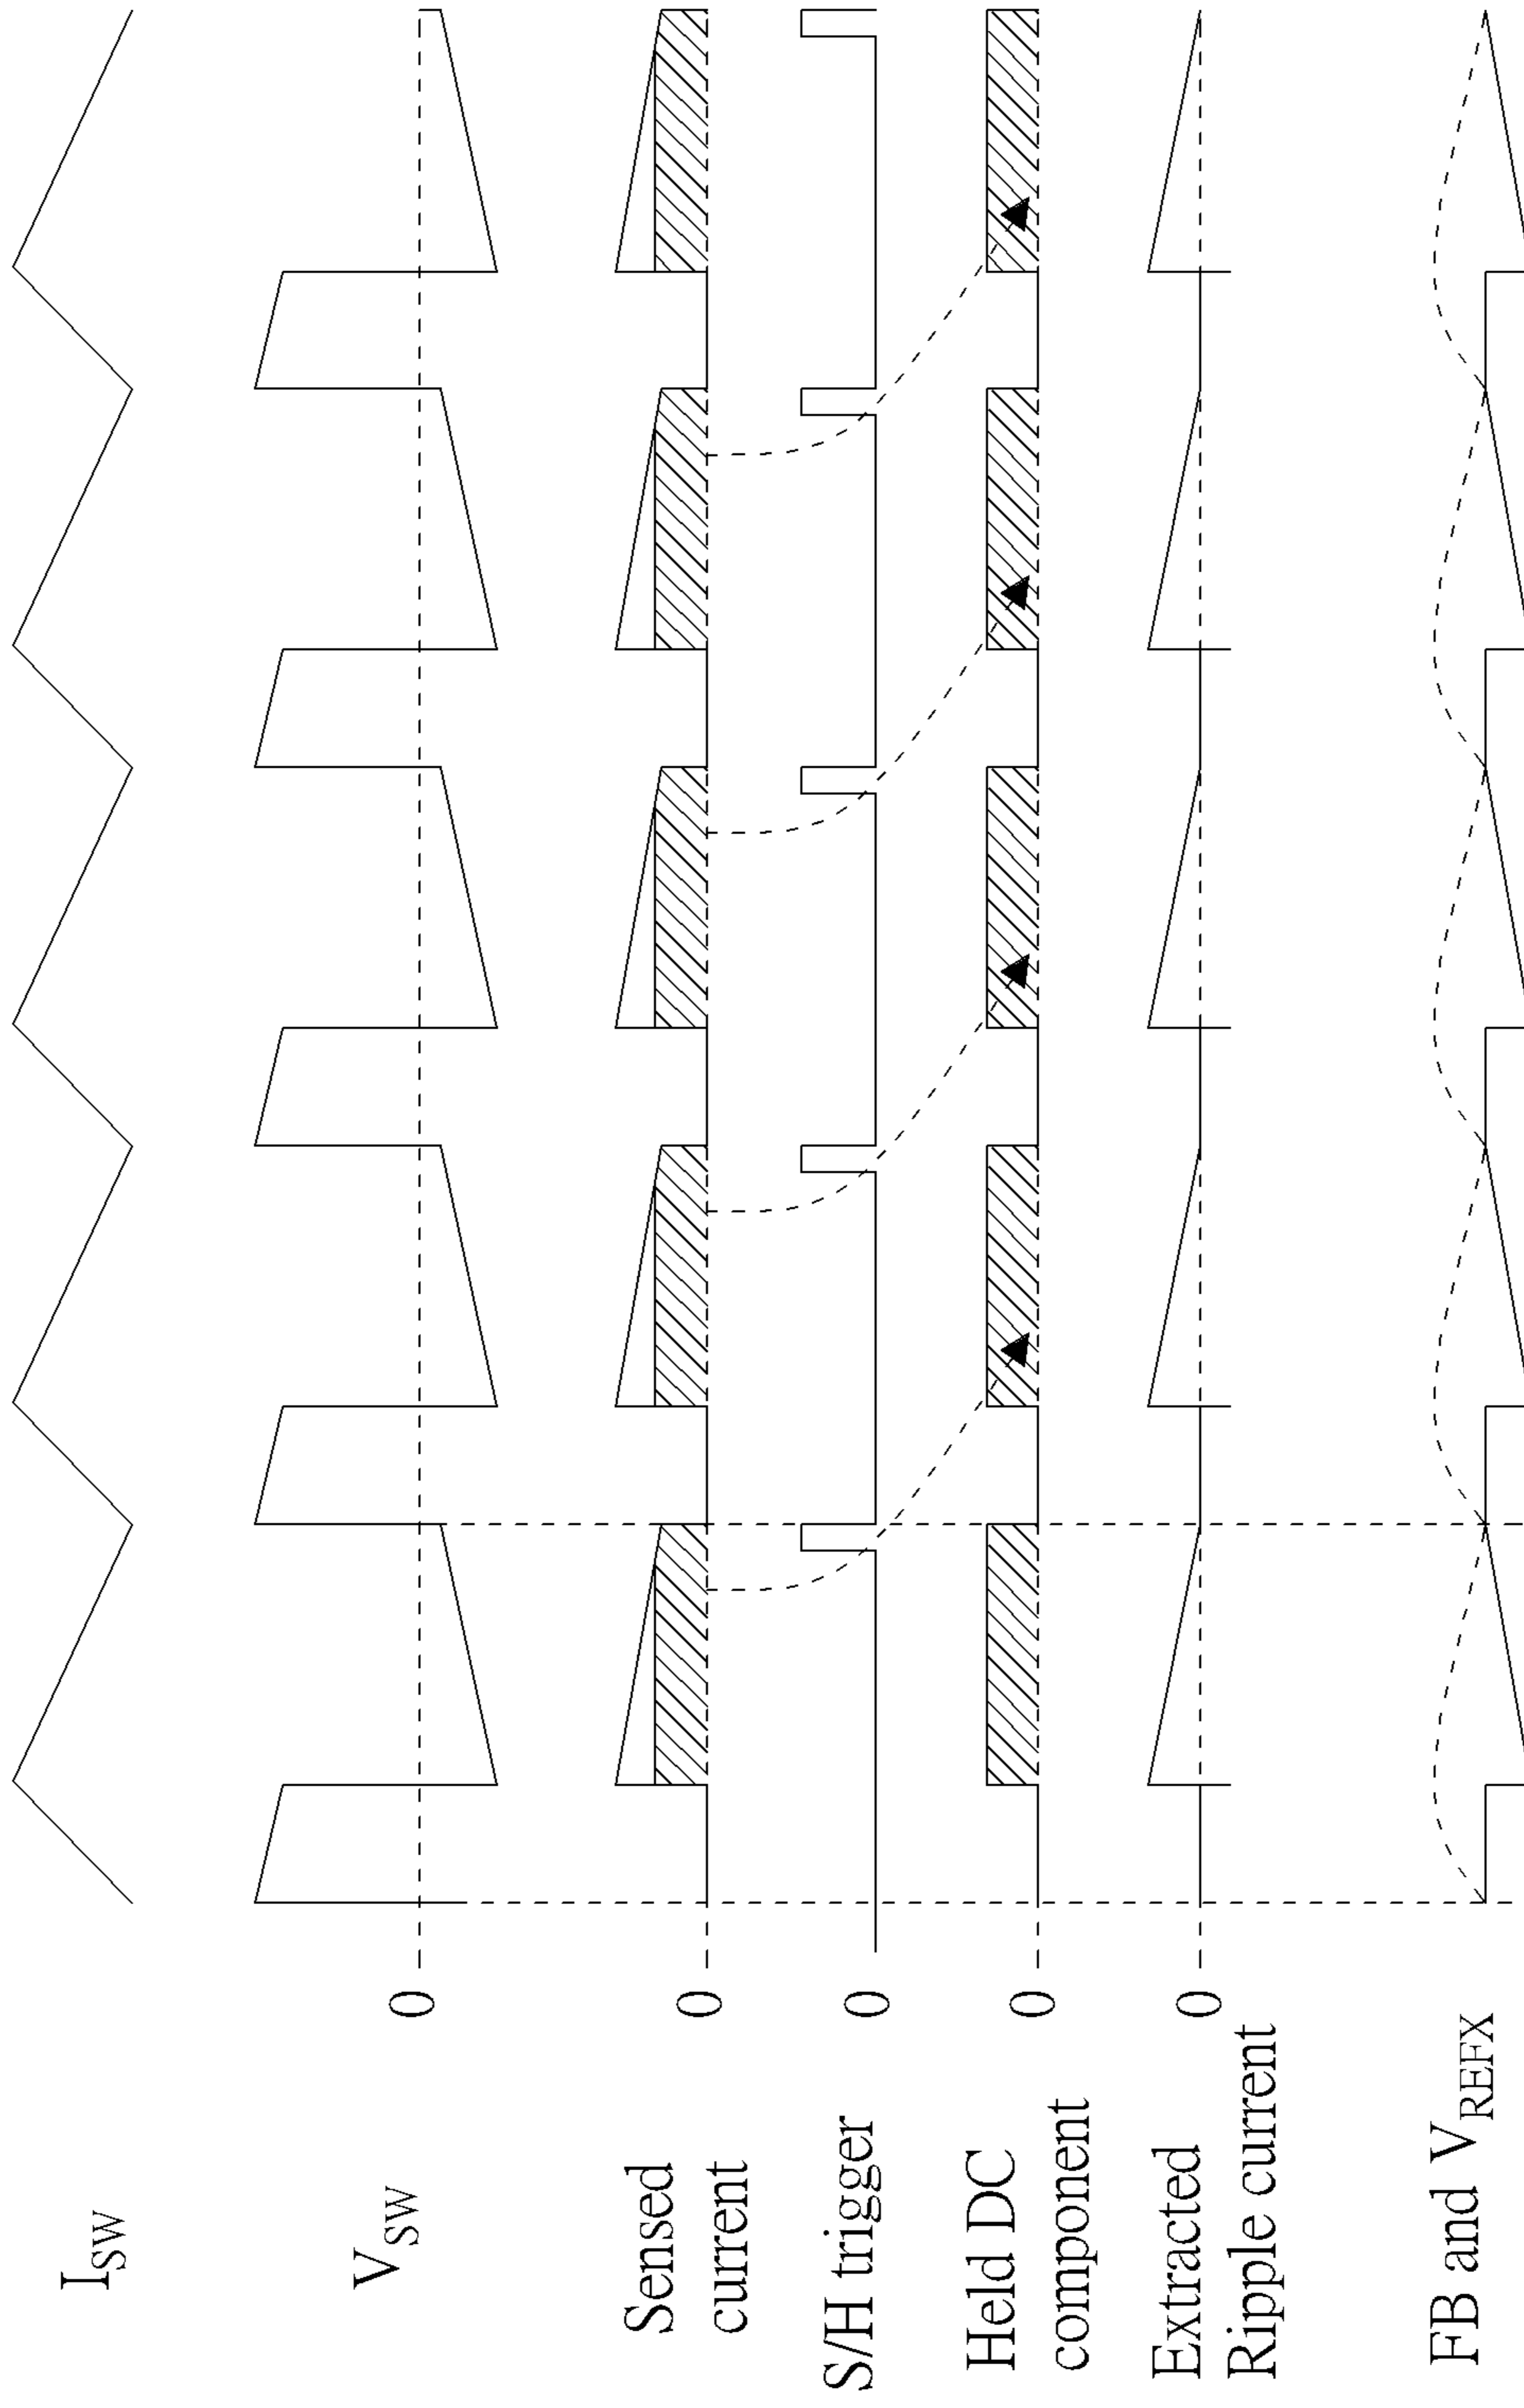 I_SW
V_SW
0
Sensed
current
0
S/H trigger
0
Held DC
component
0
Extracted
Ripple current
0
FB and V_REFX